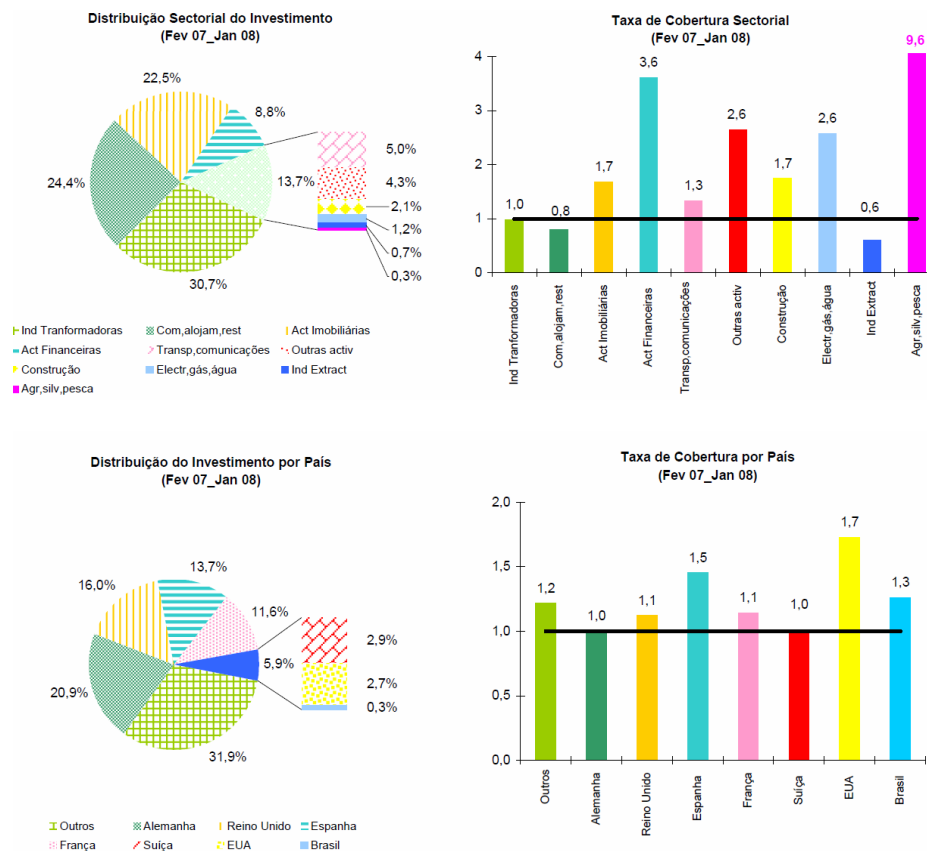 Distribuição Sectorial do Investimento
(Fev 07_Jan 08)
22,5%
8,8%
5,0%
24,4%
13,7%
4,3%
2,1%
1,2%
0,7%
0,3%
30,7%
Ind Tranformadoras
Com,alojam,rest
Act Imobiliárias
Act Financeiras
Transp,comunicações
Outras activ
Construção
Electr,gás,água
Ind Extract
Agr,silv,pesca
Taxa de Cobertura Sectorial
(Fev 07_Jan 08)
9,6
4
3
2
1
0
1,0
0,8
1,7
3,6
1,3
2,6
1,7
2,6
0,6
Ind Tranformadoras
Com,alojam,rest
Act Imobiliárias
Act Financeiras
Transp,comunicações
Outras activ
Construção
Electr,gás,água
Ind Extract
Agr,silv,pesca
Distribuição do Investimento por País
(Fev 07_Jan 08)
13,7%
16,0%
11,6%
2,9%
5,9%
2,7%
20,9%
0,3%
31,9%
Outros
Alemanha
Reino Unido
Espanha
França
Suíça
EUA
Brasil
Taxa de Cobertura por País
(Fev 07_Jan 08)
2,0
1,5
1,0
0,5
0,0
1,2
1,0
1,1
1,5
1,1
1,0
1,7
1,3
Outros
Alemanha
Reino Unido
Espanha
França
Suíça
EUA
Brasil